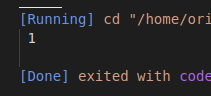 [Running] cd "/home/ori
1
[Done] exited with code